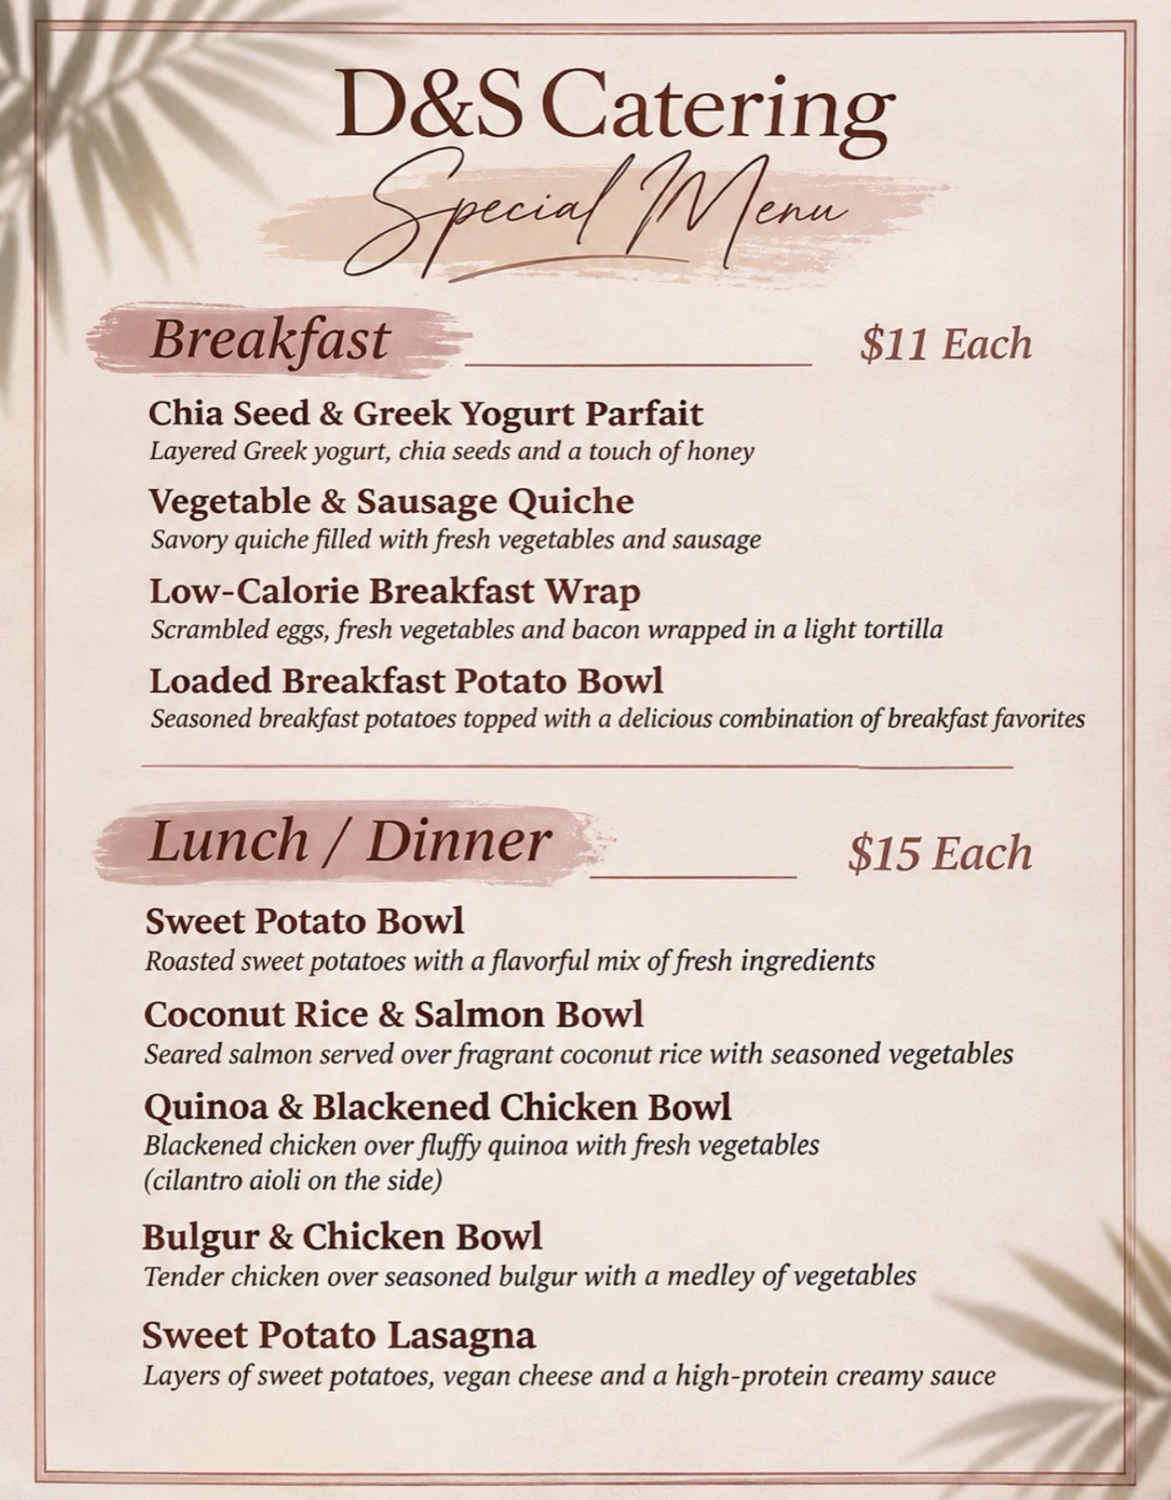 D&S Catering
Special Menu
Breakfast
$11 Each
Chia Seed & Greek Yogurt Parfait
Layered Greek yogurt, chia seeds and a touch of honey
Vegetable & Sausage Quiche
Savory quiche filled with fresh vegetables and sausage
Low-Calorie Breakfast Wrap
Scrambled eggs, fresh vegetables and bacon wrapped in a light tortilla
Loaded Breakfast Potato Bowl
Seasoned breakfast potatoes topped with a delicious combination of breakfast favorites
Lunch / Dinner
$15 Each
Sweet Potato Bowl
Roasted sweet potatoes with a flavorful mix of fresh ingredients
Coconut Rice & Salmon Bowl
Seared salmon served over fragrant coconut rice with seasoned vegetables
Quinoa & Blackened Chicken Bowl
Blackened chicken over fluffy quinoa with fresh vegetables
(cilantro aioli on the side)
Bulgur & Chicken Bowl
Tender chicken over seasoned bulgur with a medley of vegetables
Sweet Potato Lasagna
Layers of sweet potatoes, vegan cheese and a high-protein creamy sauce